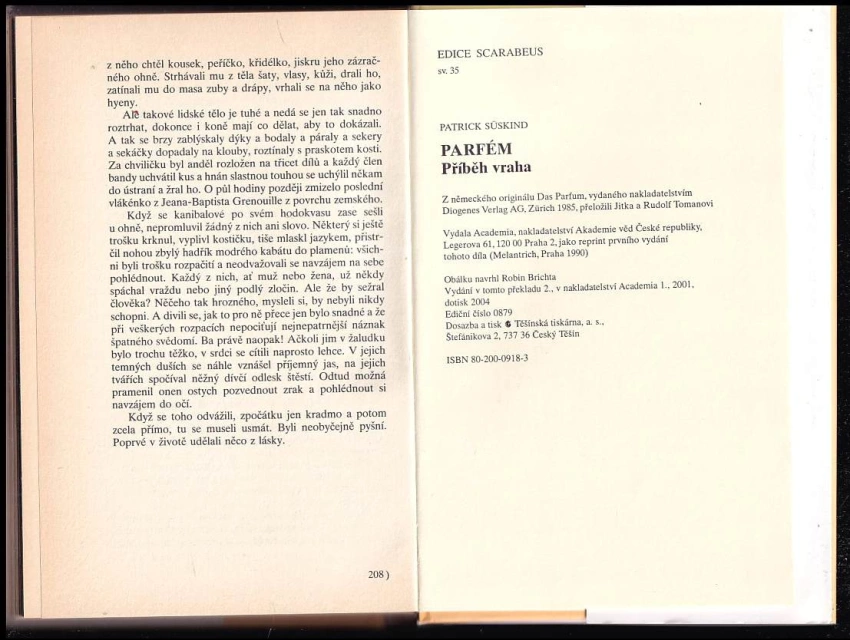 z něho chtěl kousek, peříčko, křidélko, jiskru jeho zázrač-
ného ohně. Strhávali mu z těla šaty, vlasy, kůži, drali ho,
zatínali mu do masa zuby a drápy, vrhali se na něho jako
hyeny.
Ale takové lidské tělo je tuhé a nedá se jen tak snadno
roztrhat, dokonce i koně mají co dělat, aby to dokázali.
A tak se brzy zablýskaly dýky a bodaly a páraly a sekery
a sekáčky dopadaly na klouby, roztínaly s praskotem kosti.
Za chviličku byl anděl rozložen na třicet dílů a každý člen
bandy uchvátil kus a hnán slastnou touhou se uchýlil někam
do ústraní a žral ho. O půl hodiny později zmizelo poslední
vlákénko z Jeana-Baptista Grenouille z povrchu zemského.
Když se kanibalové po svém hodokvasu zase sešli
u ohně, nepromluvil žádný z nich ani slovo. Některý si ještě
trošku krknul, vyplivl kostičku, tiše mlaskl jazykem, přistr-
čil nohou zbylý hadřík modrého kabátu do plamenů: všich-
ni byli trošku rozpačití a neodvažovali se navzájem na sebe
pohlédnout. Každý z nich, ať muž nebo žena, už někdy
spáchal vraždu nebo jiný podlý zločin. Ale že by sežral
člověka? Něčeho tak hrozného, mysleli si, by nebyli nikdy
schopni. A divili se, jak to pro ně přece jen bylo snadné a že
při veškerých rozpacích nepociťují nejnepatrnější náznak
špatného svědomí. Ba právě naopak! Ačkoli jim v žaludku
bylo trochu těžko, v srdci se cítili naprosto lehce. V jejich
temných duších se náhle vznášel příjemný jas, na jejich
tvářích spočíval něžný dívčí odlesk štěstí. Odtud možná
pramenil onen ostych pozvednout zrak a pohlédnout si
navzájem do očí.
Když se toho odvážili, zpočátku jen kradmo a potom
zcela přímo, tu se museli usmát. Byli neobyčejně pyšní.
Poprvé v životě udělali něco z lásky.
208)
EDICE SCARABEUS
sv. 35
PATRICK SÜSKIND
PARFÉM
Příběh vraha
Z německého originálu Das Parfum, vydaného nakladatelstvím
Diogenes Verlag AG, Zürich 1985, přeložili Jitka a Rudolf Tomanovi
Vydala Academia, nakladatelství Akademie věd České republiky,
Legerova 61, 120 00 Praha 2, jako reprint prvního vydání
tohoto díla (Melantrich, Praha 1990)
Obálku navrhl Robin Brichta
Vydání v tomto překladu 2., v nakladatelství Academia 1., 2001,
dotisk 2004
Ediční číslo 0879
Dosazba a tisk Těšínská tiskárna, a. s.,
Štefánikova 2, 737 36 Český Těšín
ISBN 80-200-0918-3